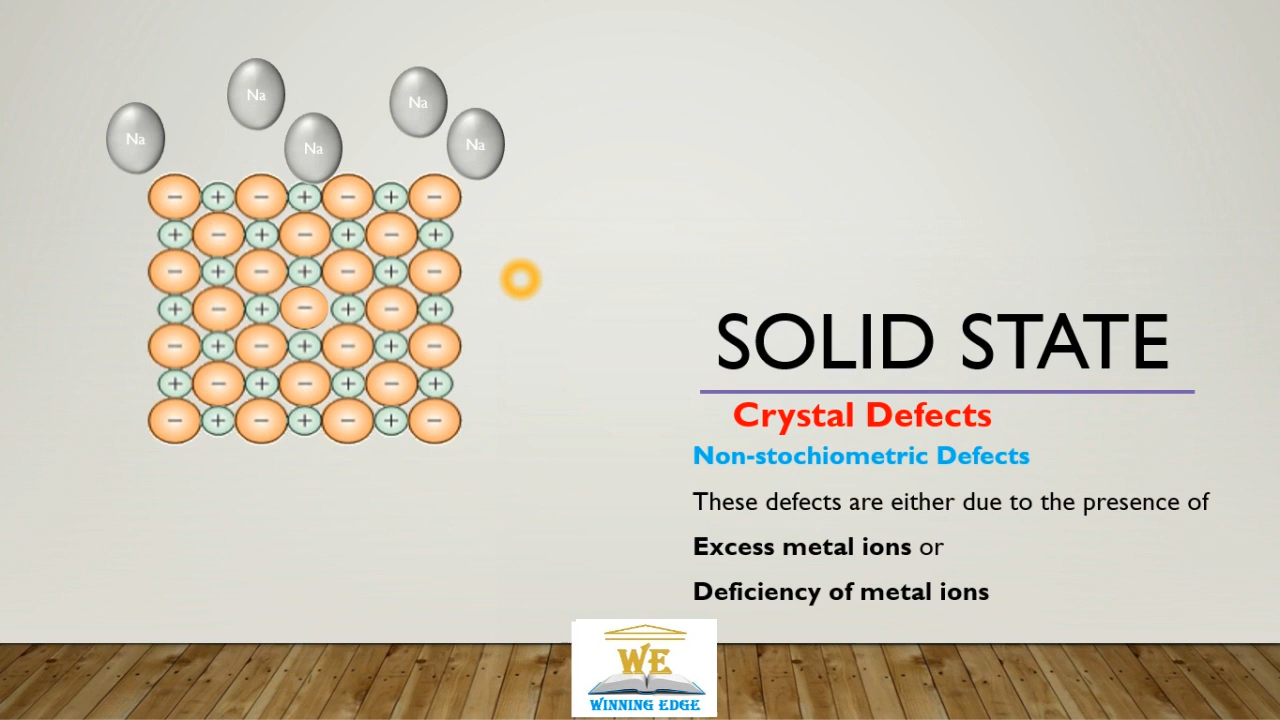 Na
Na
Na
Na
Na
− + − + − + −
+ − + − + − +
− + − + − + −
+ − + − + − +
− + − + − + −
+ − + − + − +
− + − + − + −
SOLID STATE
Crystal Defects
Non-stochiometric Defects
These defects are either due to the presence of
Excess metal ions or
Deficiency of metal ions
WE
WINNING EDGE